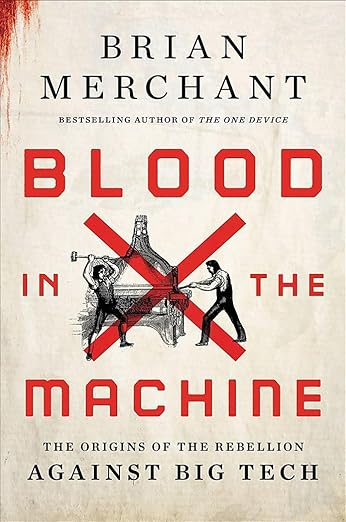 BRIAN
MERCHANT
BESTSELLING AUTHOR OF THE ONE DEVICE
BLOOD
IN THE
MACHINE
THE ORIGINS OF THE REBELLION
AGAINST BIG TECH